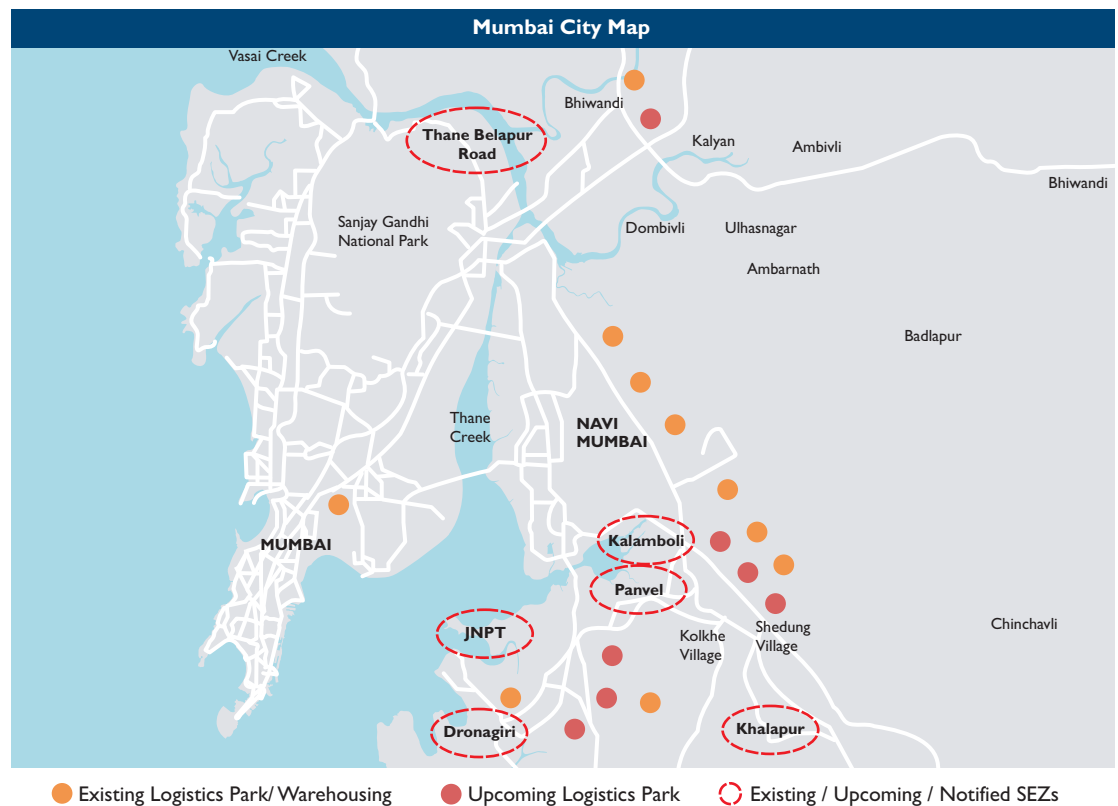 Mumbai City Map
Vasai Creek
Bhiwandi
Thane Belapur
Road
Kalyan
Ambivli
Bhiwandi
Sanjay Gandhi
National Park
Dombivli
Ulhasnagar
Ambarnath
Badlapur
Thane
Creek
NAVI
MUMBAI
MUMBAI
Kalamboli
Panvel
JNPT
Kolkhe
Village
Shedung
Village
Chinchavli
Dronagiri
Khalapur
Existing Logistics Park/ Warehousing
Upcoming Logistics Park
Existing / Upcoming / Notified SEZs